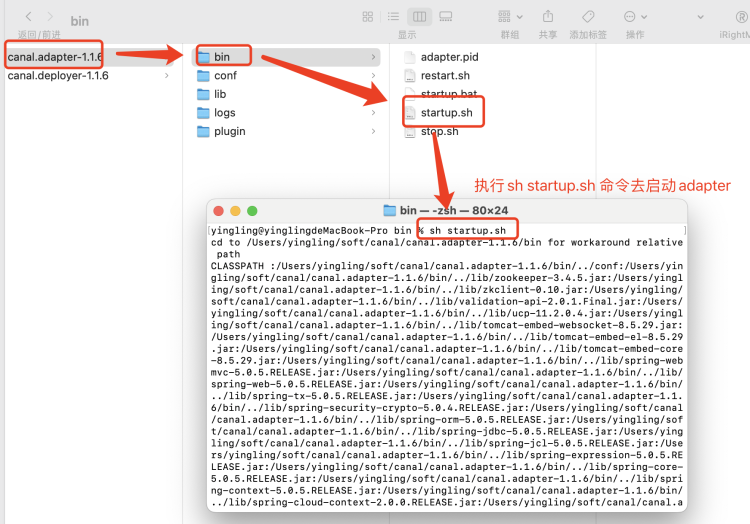 bin
返回/前进
显示
群组
共享
添加标签
操作
iRightM
canal.adapter-1.1.6
canal.deployer-1.1.6
bin
conf
lib
logs
plugin
adapter.pid
restart.sh
startup.bat
startup.sh
stop.sh
执行 sh startup.sh 命令去启动 adapter
bin — -zsh — 80×24
[yingling@yinglingdeMacBook-Pro bin % sh startup.sh ]
cd to /Users/yingling/soft/canal/canal.adapter-1.1.6/bin for workaround relative
 path
CLASSPATH :/Users/yingling/soft/canal/canal.adapter-1.1.6/bin/../conf:/Users/yin
gling/soft/canal/canal.adapter-1.1.6/bin/../lib/zookeeper-3.4.5.jar:/Users/yingl
ing/soft/canal/canal.adapter-1.1.6/bin/../lib/zkclient-0.10.jar:/Users/yingling/
soft/canal/canal.adapter-1.1.6/bin/../lib/validation-api-2.0.1.Final.jar:/Users/
yingling/soft/canal/canal.adapter-1.1.6/bin/../lib/ucp-11.2.0.4.jar:/Users/yingl
ing/soft/canal/canal.adapter-1.1.6/bin/../lib/tomcat-embed-websocket-8.5.29.jar:
/Users/yingling/soft/canal/canal.adapter-1.1.6/bin/../lib/tomcat-embed-el-8.5.29
.jar:/Users/yingling/soft/canal/canal.adapter-1.1.6/bin/../lib/tomcat-embed-core
-8.5.29.jar:/Users/yingling/soft/canal/canal.adapter-1.1.6/bin/../lib/spring-web
mvc-5.0.5.RELEASE.jar:/Users/yingling/soft/canal/canal.adapter-1.1.6/bin/../lib/
spring-web-5.0.5.RELEASE.jar:/Users/yingling/soft/canal/canal.adapter-1.1.6/bin/
../lib/spring-tx-5.0.5.RELEASE.jar:/Users/yingling/soft/canal/canal.adapter-1.1.
6/bin/../lib/spring-security-crypto-5.0.4.RELEASE.jar:/Users/yingling/soft/canal
/canal.adapter-1.1.6/bin/../lib/spring-orm-5.0.5.RELEASE.jar:/Users/yingling/sof
t/canal/canal.adapter-1.1.6/bin/../lib/spring-jdbc-5.0.5.RELEASE.jar:/Users/ying
ling/soft/canal/canal.adapter-1.1.6/bin/../lib/spring-jcl-5.0.5.RELEASE.jar:/Use
rs/yingling/soft/canal/canal.adapter-1.1.6/bin/../lib/spring-expression-5.0.5.RE
LEASE.jar:/Users/yingling/soft/canal/canal.adapter-1.1.6/bin/../lib/spring-core-
5.0.5.RELEASE.jar:/Users/yingling/soft/canal/canal.adapter-1.1.6/bin/../lib/spri
ng-context-5.0.5.RELEASE.jar:/Users/yingling/soft/canal/canal.adapter-1.1.6/bin/
../lib/spring-cloud-context-2.0.0.RELEASE.jar:/Users/yingling/soft/canal/canal.a